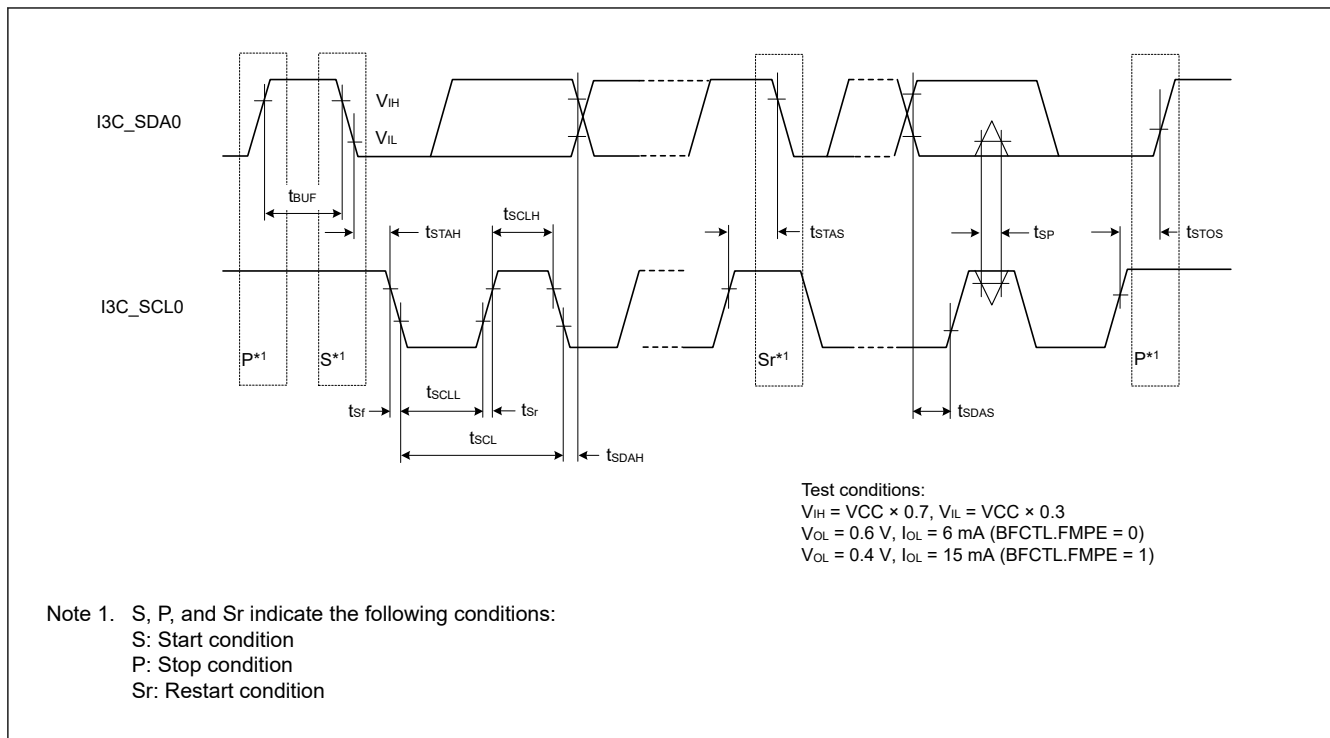 I3C_SDA0
VIH
VIL
tBUF
tSTAH
tSCLH
tSTAS
tSP
tSTOS
I3C_SCL0
P*1
S*1
Sr*1
P*1
tSf
tSCLL
tSr
tSCL
tSDAH
tSDAS
Test conditions:
VIH = VCC × 0.7, VIL = VCC × 0.3
VOL = 0.6 V, IOL = 6 mA (BFCTL.FMPE = 0)
VOL = 0.4 V, IOL = 15 mA (BFCTL.FMPE = 1)
Note 1. S, P, and Sr indicate the following conditions:
S: Start condition
P: Stop condition
Sr: Restart condition